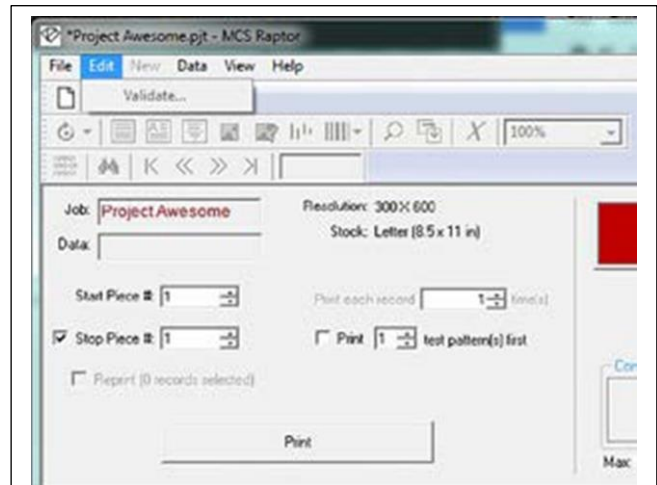 *Project Awesome.pjt - MCS Raptor
File Edit New Data View Help
Validate...
100%
Job: Project Awesome
Resolution: 300 X 600
Stock: Letter (8.5 x 11 in)
Data:
Start Piece #: 1
Print each record 1 time(s)
Stop Piece #: 1
Print 1 test pattern(s) first
Reprint (0 records selected)
Con
Print
Max: